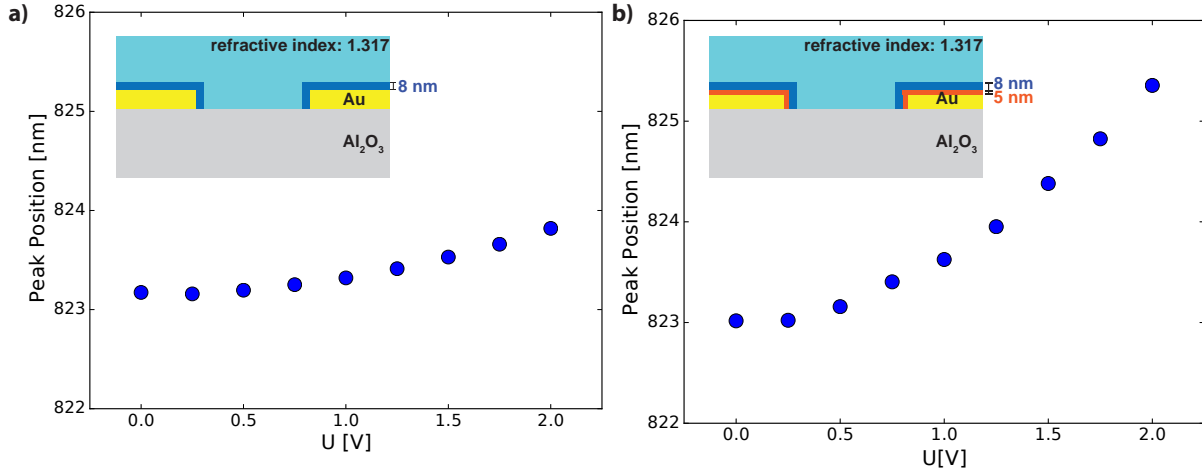 a)
826
825
824
823
822
Peak Position [nm]
refractive index: 1.317
8 nm
Au
Al₂O₃
0.0 0.5 1.0 1.5 2.0
U [V]
b)
826
825
824
823
822
Peak Position [nm]
refractive index: 1.317
8 nm
5 nm
Au
Al₂O₃
0.0 0.5 1.0 1.5 2.0
U[V]